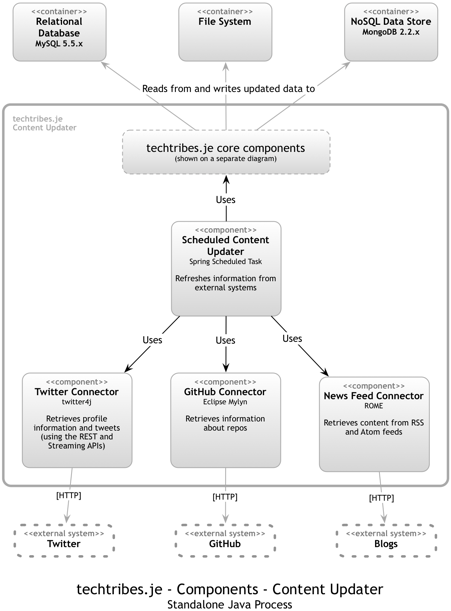 <<container>>
Relational
Database
MySQL 5.5.x
<<container>>
File System
<<container>>
NoSQL Data Store
MongoDB 2.2.x
Reads from and writes updated data to
techtribes.je
Content Updater
techtribes.je core components
(shown on a separate diagram)
Uses
<<component>>
Scheduled Content
Updater
Spring Scheduled Task
Refreshes information from
external systems
Uses
Uses
Uses
<<component>>
Twitter Connector
twitter4j
Retrieves profile
information and tweets
(using the REST and
Streaming APIs)
<<component>>
GitHub Connector
Eclipse Mylyn
Retrieves information
about repos
<<component>>
News Feed Connector
ROME
Retrieves content from RSS
and Atom feeds
[HTTP]
[HTTP]
[HTTP]
<<external system>>
Twitter
<<external system>>
GitHub
<<external system>>
Blogs
techtribes.je - Components - Content Updater
Standalone Java Process